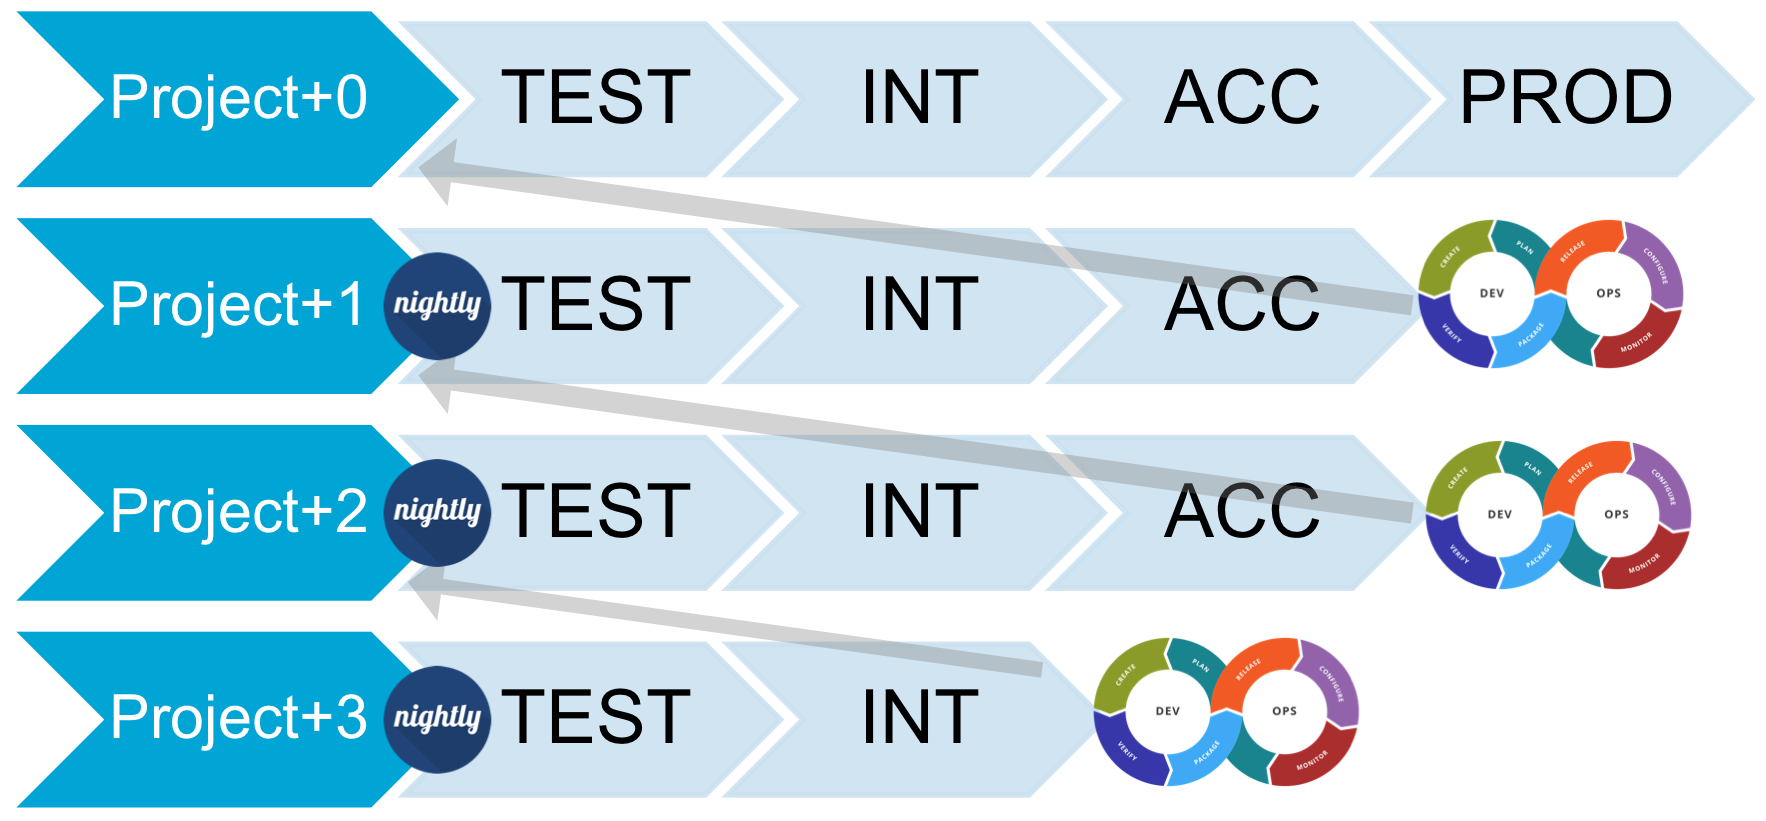 Project+0 TEST INT ACC PROD
Project+1 nightly TEST INT ACC
CREATE PLAN RELEASE CONFIGURE
DEV OPS
VERIFY PACKAGE MONITOR
Project+2 nightly TEST INT ACC
CREATE PLAN RELEASE CONFIGURE
DEV OPS
VERIFY PACKAGE MONITOR
Project+3 nightly TEST INT
CREATE PLAN RELEASE CONFIGURE
DEV OPS
VERIFY PACKAGE MONITOR